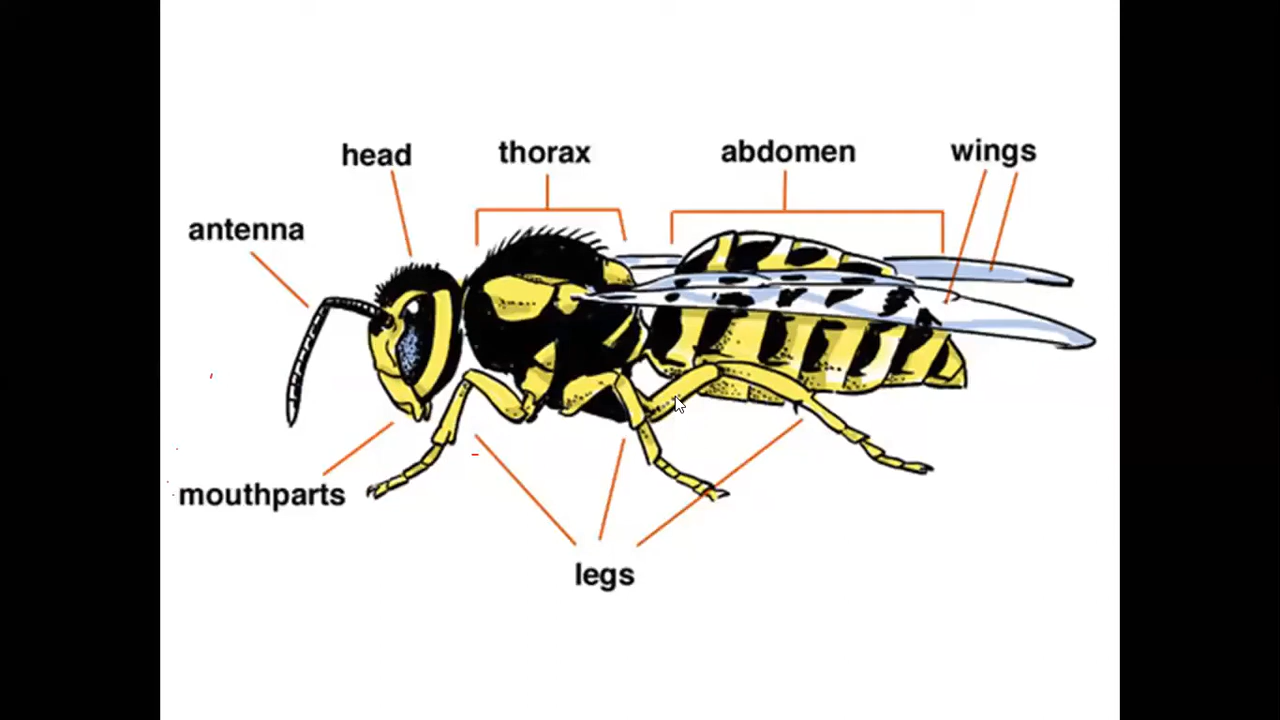 head
thorax
abdomen
wings
antenna
mouthparts
legs